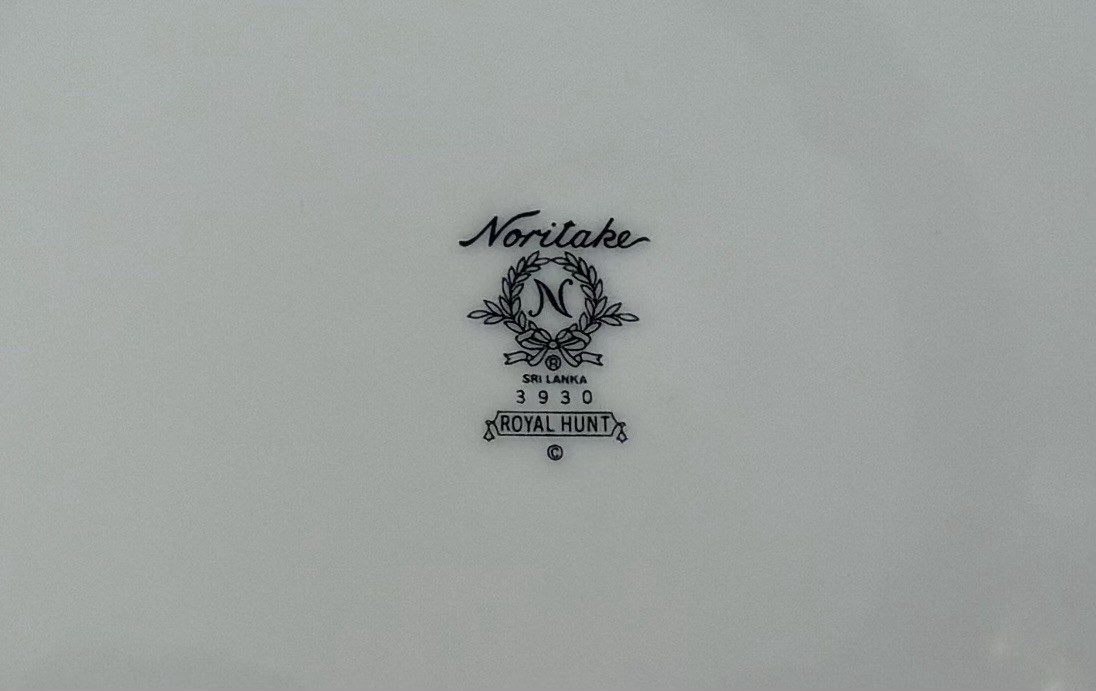 Noritake
N
®
SRI LANKA
3930
ROYAL HUNT
©